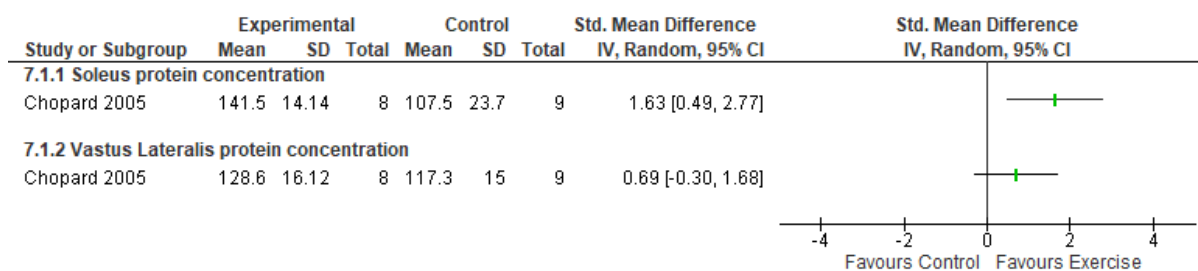 Experimental Control Std. Mean Difference Std. Mean Difference
Study or Subgroup Mean SD Total Mean SD Total IV, Random, 95% CI IV, Random, 95% CI
7.1.1 Soleus protein concentration
Chopard 2005 141.5 14.14 8 107.5 23.7 9 1.63 [0.49, 2.77]
7.1.2 Vastus Lateralis protein concentration
Chopard 2005 128.6 16.12 8 117.3 15 9 0.69 [-0.30, 1.68]
-4 -2 0 2 4
Favours Control Favours Exercise